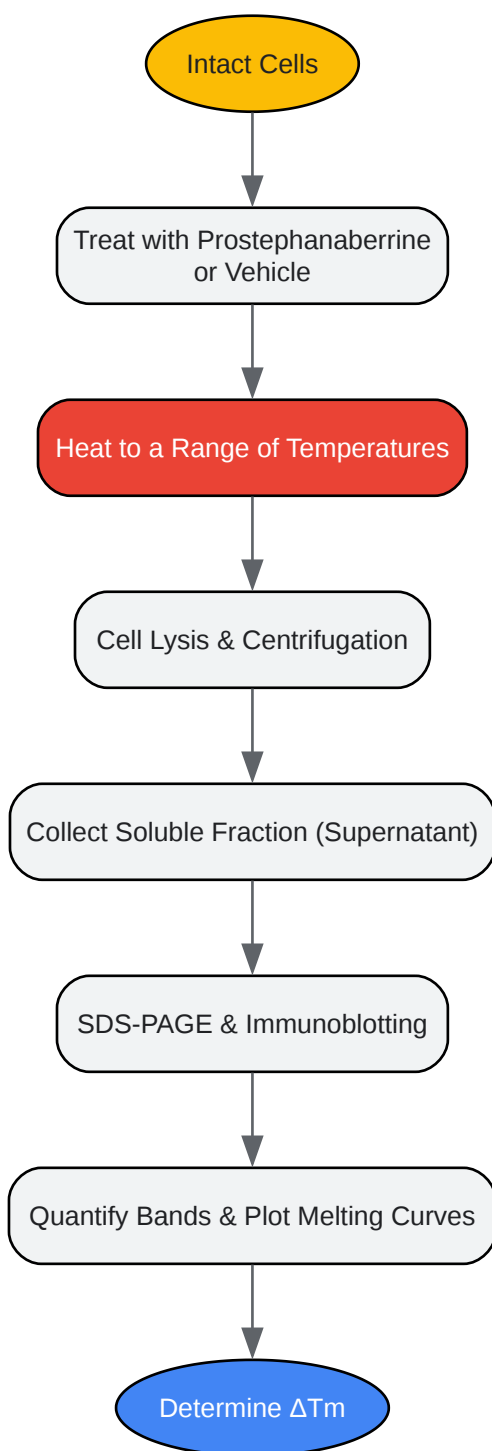 Intact Cells
Treat with Prostephanaberrine
or Vehicle
Heat to a Range of Temperatures
Cell Lysis & Centrifugation
Collect Soluble Fraction (Supernatant)
SDS-PAGE & Immunoblotting
Quantify Bands & Plot Melting Curves
Determine ΔTm